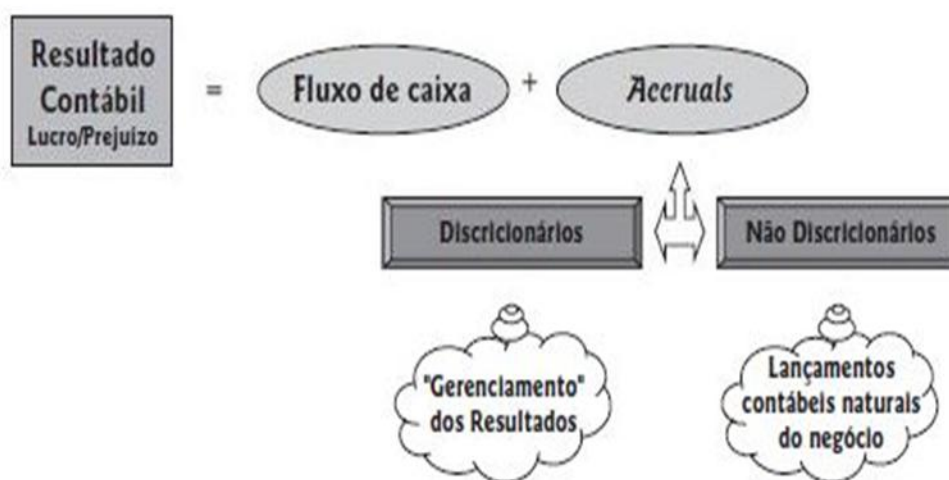 Resultado
Contábil
Lucro/Prejuízo
=
Fluxo de caixa
+
Accruals
Discricionários
Não Discricionários
"Gerenciamento"
dos Resultados
Lançamentos
contábeis naturais
do negócio